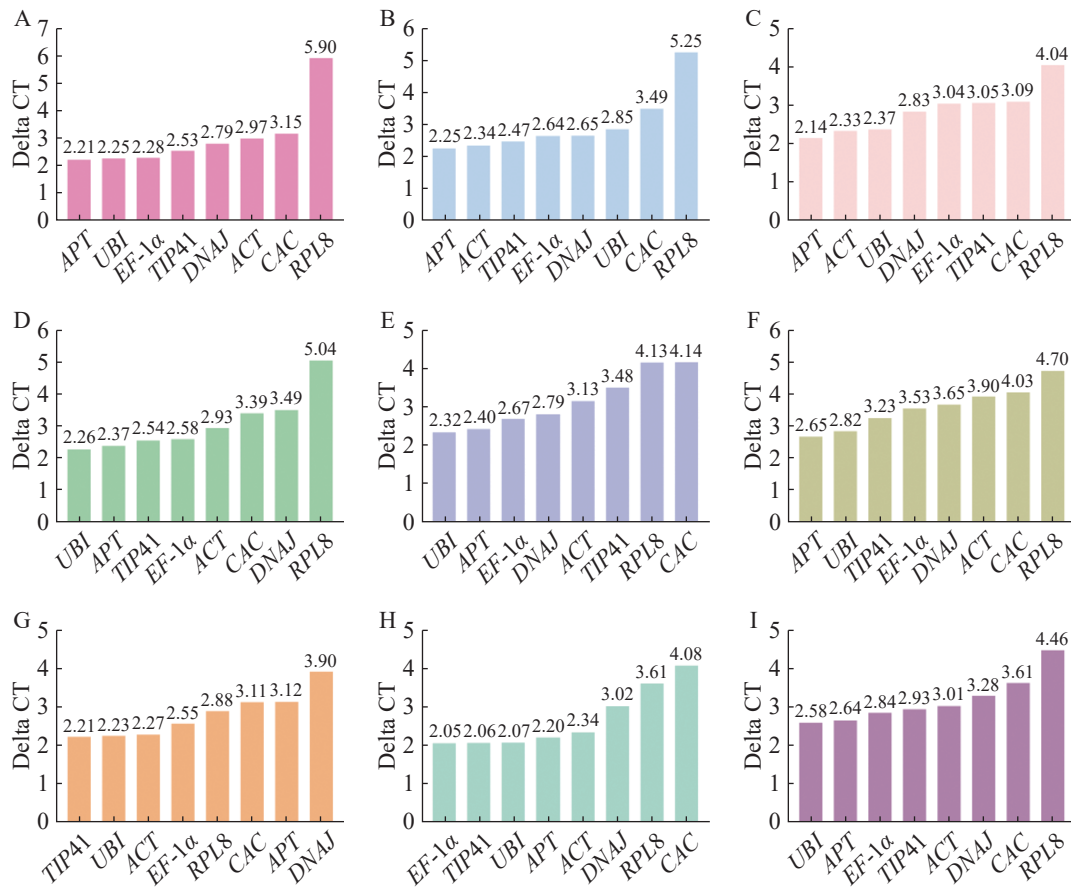 A
Delta CT
7
6
5
4
3
2
1
0
2.21 2.25 2.28 2.53 2.79 2.97 3.15 5.90
APT UBI EF-1α TIP41 DNAJ ACT CAC RPL8
B
Delta CT
6
5
4
3
2
1
0
2.25 2.34 2.47 2.64 2.65 2.85 3.49 5.25
APT ACT TIP41 EF-1α DNAJ UBI CAC RPL8
C
Delta CT
5
4
3
2
1
0
2.14 2.33 2.37 2.83 3.04 3.05 3.09 4.04
APT ACT UBI DNAJ EF-1α TIP41 CAC RPL8
D
Delta CT
6
5
4
3
2
1
0
2.26 2.37 2.54 2.58 2.93 3.39 3.49 5.04
UBI APT TIP41 EF-1α ACT CAC DNAJ RPL8
E
Delta CT
5
4
3
2
1
0
2.32 2.40 2.67 2.79 3.13 3.48 4.13 4.14
UBI APT EF-1α DNAJ ACT TIP41 RPL8 CAC
F
Delta CT
6
5
4
3
2
1
0
2.65 2.82 3.23 3.53 3.65 3.90 4.03 4.70
APT UBI TIP41 EF-1α DNAJ ACT CAC RPL8
G
Delta CT
5
4
3
2
1
0
2.21 2.23 2.27 2.55 2.88 3.11 3.12 3.90
TIP41 UBI ACT EF-1α RPL8 CAC APT DNAJ
H
Delta CT
5
4
3
2
1
0
2.05 2.06 2.07 2.20 2.34 3.02 3.61 4.08
EF-1α TIP41 UBI APT ACT DNAJ RPL8 CAC
I
Delta CT
5
4
3
2
1
0
2.58 2.64 2.84 2.93 3.01 3.28 3.61 4.46
UBI APT EF-1α TIP41 ACT DNAJ CAC RPL8